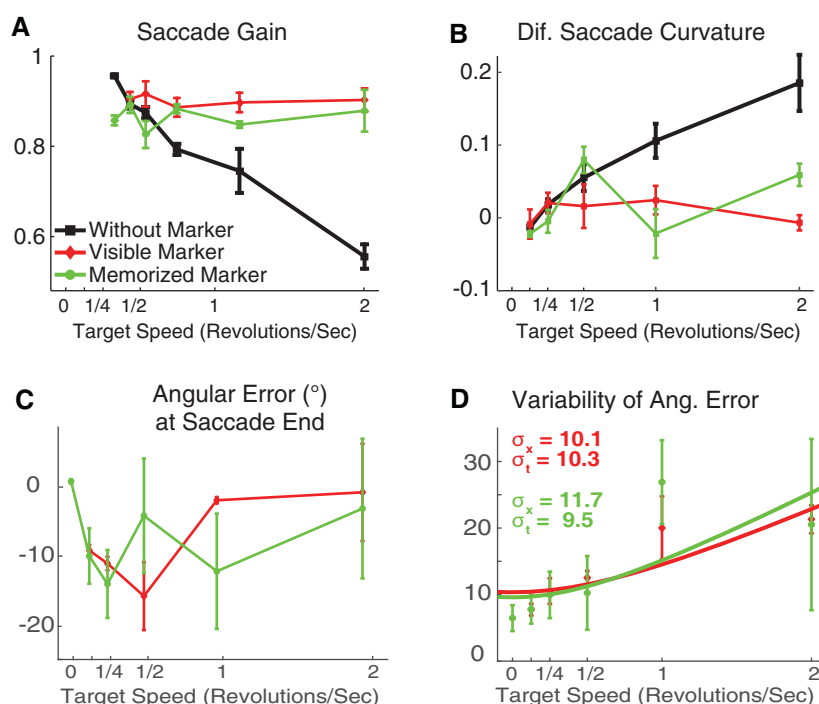 A
Saccade Gain
1
0.8
0.6
Without Marker
Visible Marker
Memorized Marker
0 1/4 1/2 1 2
Target Speed (Revolutions/Sec)
B
Dif. Saccade Curvature
0.2
0.1
0
-0.1
0 1/4 1/2 1 2
Target Speed (Revolutions/Sec)
C
Angular Error (°)
at Saccade End
0
-10
-20
0 1/4 1/2 1 2
Target Speed (Revolutions/Sec)
D
Variability of Ang. Error
σx = 10.1
σt = 10.3
σx = 11.7
σt = 9.5
30
20
10
0
0 1/4 1/2 1 2
Target Speed (Revolutions/Sec)